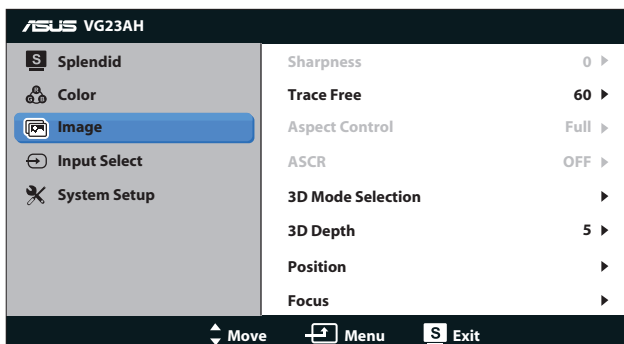 ASUS VG23AH
S Splendid
Color
Image
Input Select
System Setup
Sharpness 0
Trace Free 60
Aspect Control Full
ASCR OFF
3D Mode Selection
3D Depth 5
Position
Focus
Move Menu S Exit